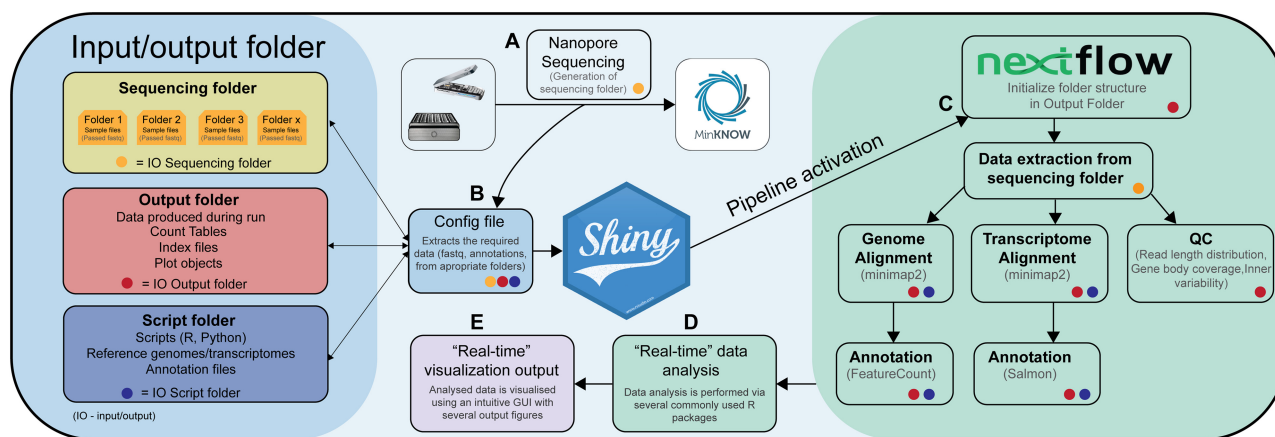 Input/output folder
Sequencing folder
Folder 1
Sample files
(Passed fastq)
Folder 2
Sample files
(Passed fastq)
Folder 3
Sample files
(Passed fastq)
Folder x
Sample files
(Passed fastq)
= IO Sequencing folder
Output folder
Data produced during run
Count Tables
Index files
Plot objects
= IO Output folder
Script folder
Scripts (R, Python)
Reference genomes/transcriptomes
Annotation files
= IO Script folder
(IO - input/output)
A
Nanopore
Sequencing
(Generation of
sequencing folder)
MinKNOW
B
Config file
Extracts the required
data (fastq, annotations,
from apropriate folders)
Shiny
Pipeline activation
C
nextflow
Initialize folder structure
in Output Folder
Data extraction from
sequencing folder
Genome
Alignment
(minimap2)
Transcriptome
Alignment
(minimap2)
QC
(Read length distribution,
Gene body coverage,Inner
variability)
Annotation
(FeatureCount)
Annotation
(Salmon)
D
"Real-time" data
analysis
Data analysis is performed via
several commonly used R
packages
E
"Real-time"
visualization output
Analysed data is visualised
using an intuitive GUI with
several output figures